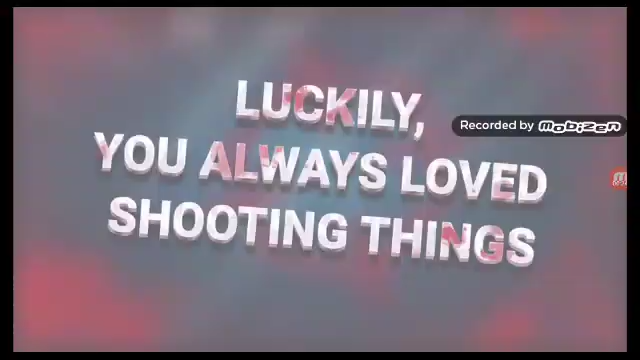 LUCKILY,
Recorded by Mobizen
YOU ALWAYS LOVED
SHOOTING THINGS